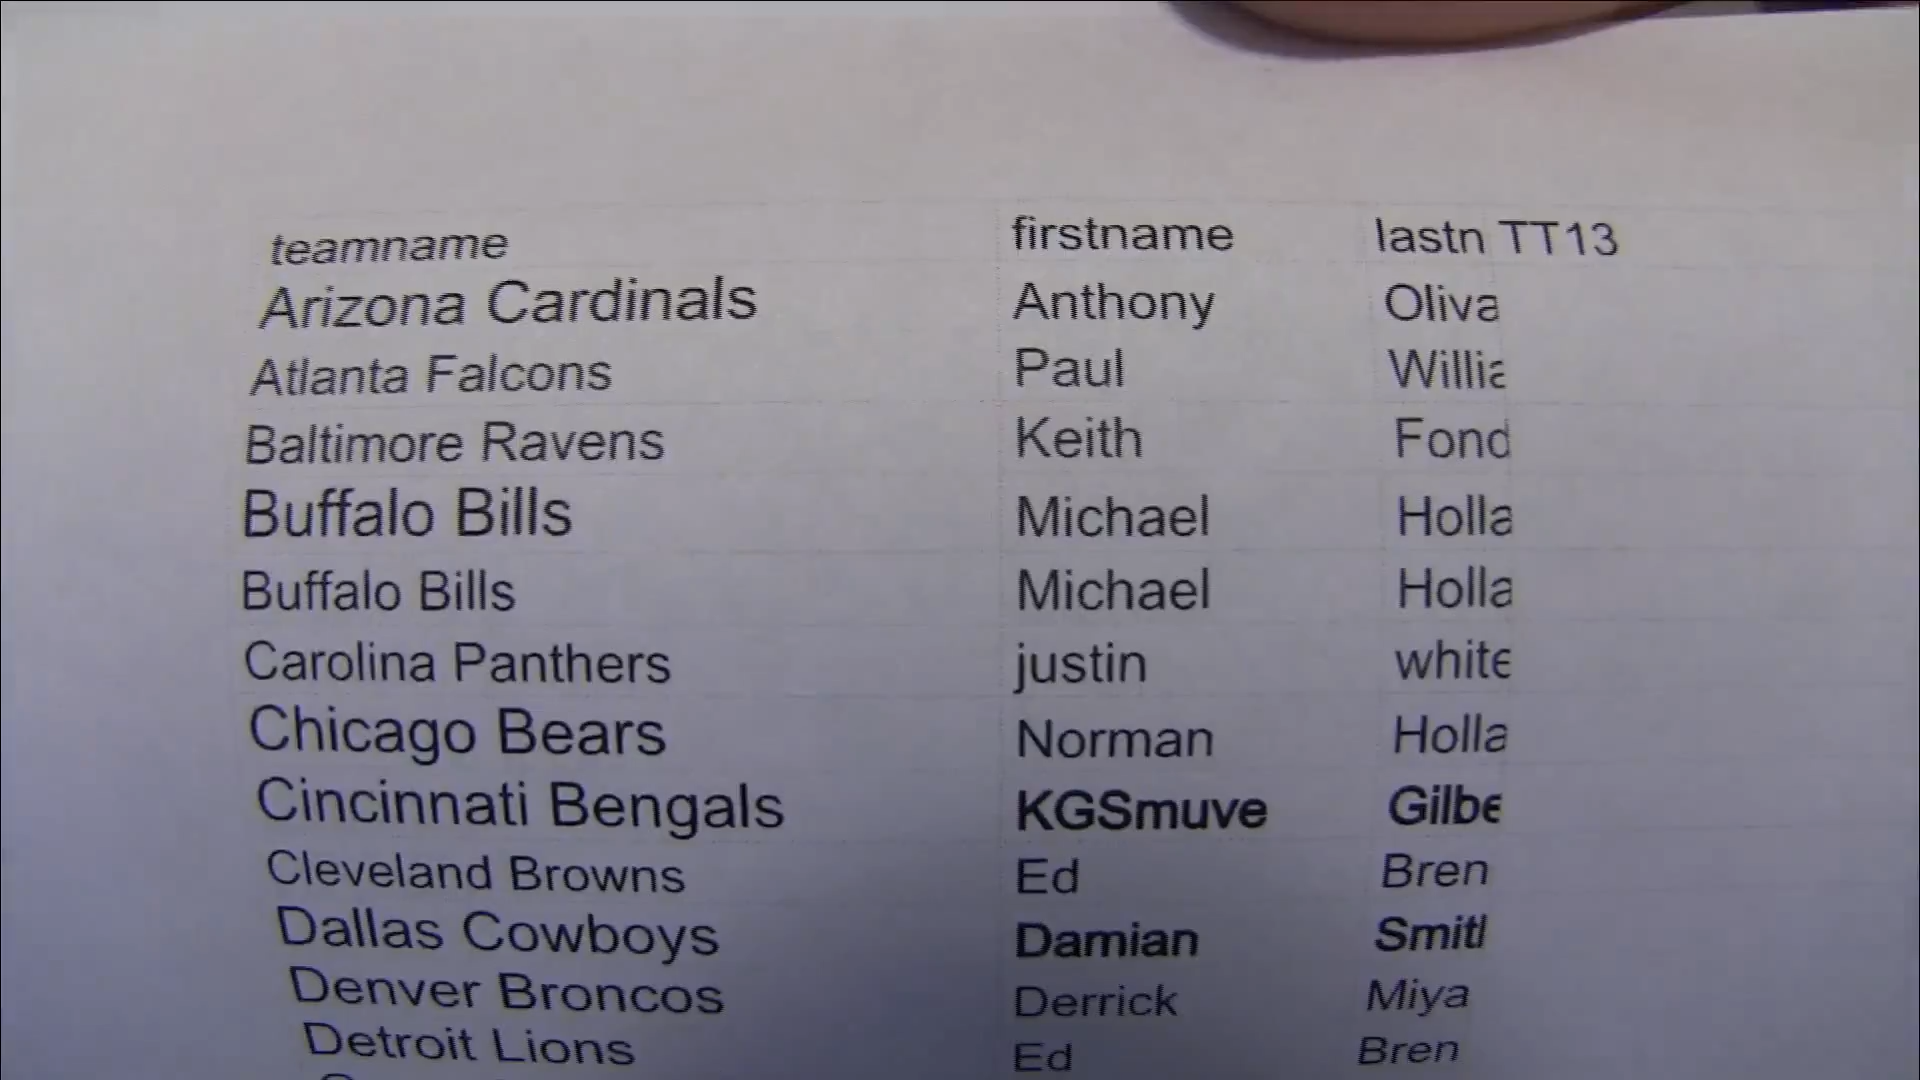 teamname firstname lastn TT13
Arizona Cardinals Anthony Oliva
Atlanta Falcons Paul Willia
Baltimore Ravens Keith Fond
Buffalo Bills Michael Holla
Buffalo Bills Michael Holla
Carolina Panthers justin white
Chicago Bears Norman Holla
Cincinnati Bengals KGSmuve Gilbe
Cleveland Browns Ed Bren
Dallas Cowboys Damian Smitl
Denver Broncos Derrick Miya
Detroit Lions Ed Bren